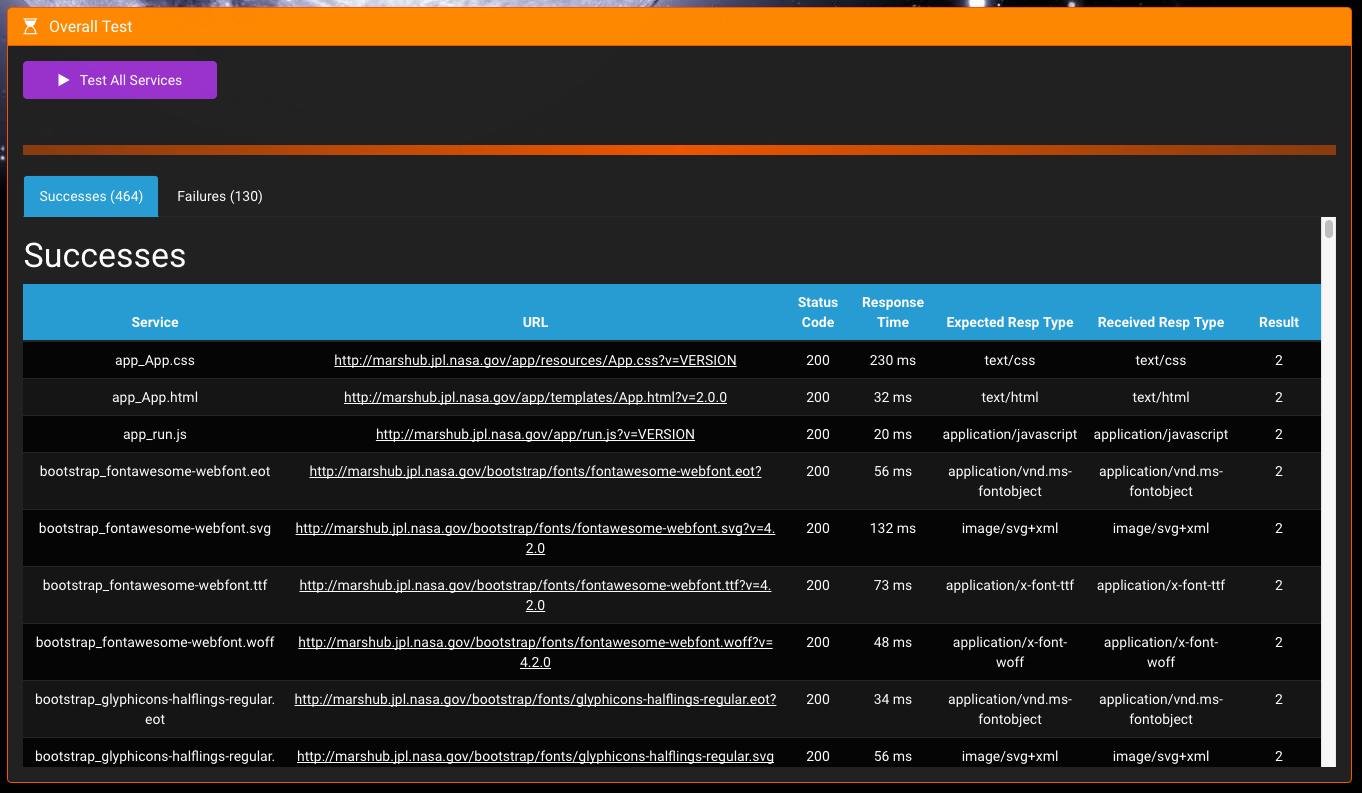 Overall Test
Test All Services
Successes (464) Failures (130)
Successes
Service URL Status Code Response Time Expected Resp Type Received Resp Type Result
app_App.css http://marshub.jpl.nasa.gov/app/resources/App.css?v=VERSION 200 230 ms text/css text/css 2
app_App.html http://marshub.jpl.nasa.gov/app/templates/App.html?v=2.0.0 200 32 ms text/html text/html 2
app_run.js http://marshub.jpl.nasa.gov/app/run.js?v=VERSION 200 20 ms application/javascript application/javascript 2
bootstrap_fontawesome-webfont.eot http://marshub.jpl.nasa.gov/bootstrap/fonts/fontawesome-webfont.eot? 200 56 ms application/vnd.ms- application/vnd.ms- 2
fontobject fontobject
bootstrap_fontawesome-webfont.svg http://marshub.jpl.nasa.gov/bootstrap/fonts/fontawesome-webfont.svg?v=4. 200 132 ms image/svg+xml image/svg+xml 2
2.0
bootstrap_fontawesome-webfont.ttf http://marshub.jpl.nasa.gov/bootstrap/fonts/fontawesome-webfont.ttf?v=4. 200 73 ms application/x-font-ttf application/x-font-ttf 2
2.0
bootstrap_fontawesome-webfont.woff http://marshub.jpl.nasa.gov/bootstrap/fonts/fontawesome-webfont.woff?v= 200 48 ms application/x-font- application/x-font- 2
4.2.0 woff woff
bootstrap_glyphicons-halflings-regular. http://marshub.jpl.nasa.gov/bootstrap/fonts/glyphicons-halflings-regular.eot? 200 34 ms application/vnd.ms- application/vnd.ms- 2
eot fontobject fontobject
bootstrap_glyphicons-halflings-regular. http://marshub.jpl.nasa.gov/bootstrap/fonts/glyphicons-halflings-regular.svg 200 56 ms image/svg+xml image/svg+xml 2